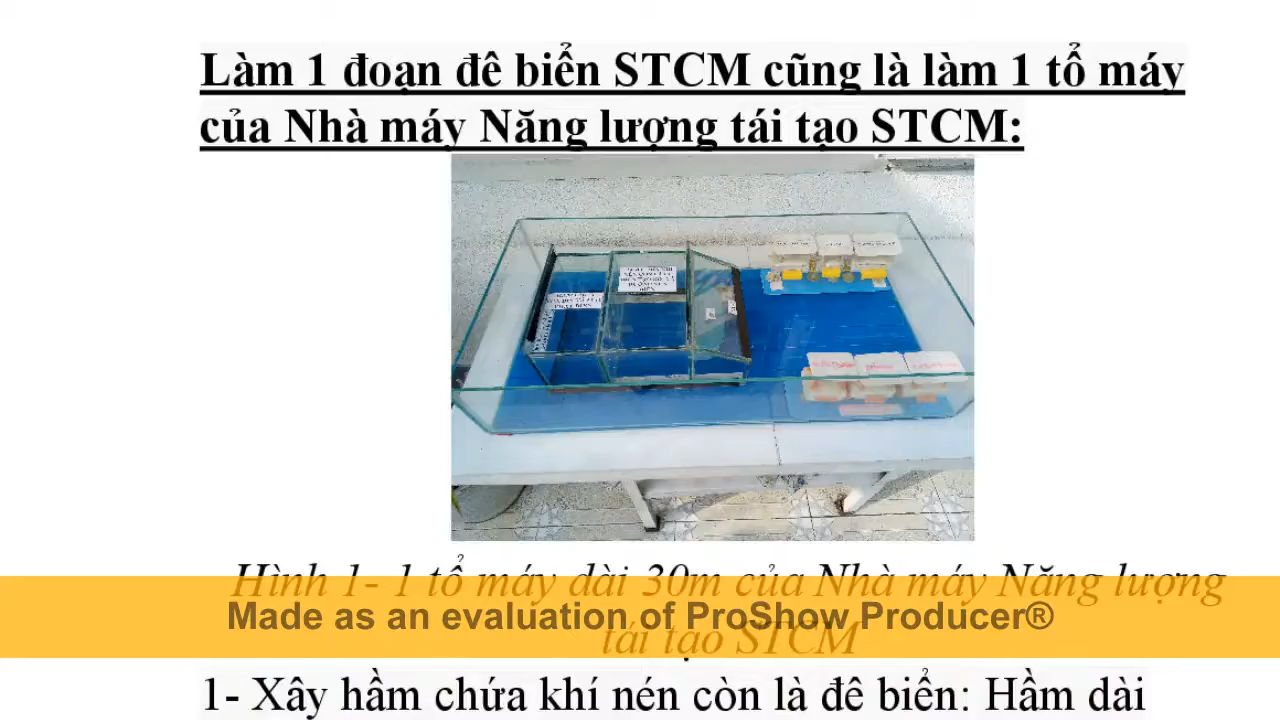 Làm 1 đoạn đê biển STCM cũng là làm 1 tổ máy
của Nhà máy Năng lượng tái tạo STCM:
Hình 1- 1 tổ máy dài 30m của Nhà máy Năng lượng
Made as an evaluation of ProShow Producer®
tái tạo STCM
1- Xây hầm chứa khí nén còn là đê biển: Hầm dài